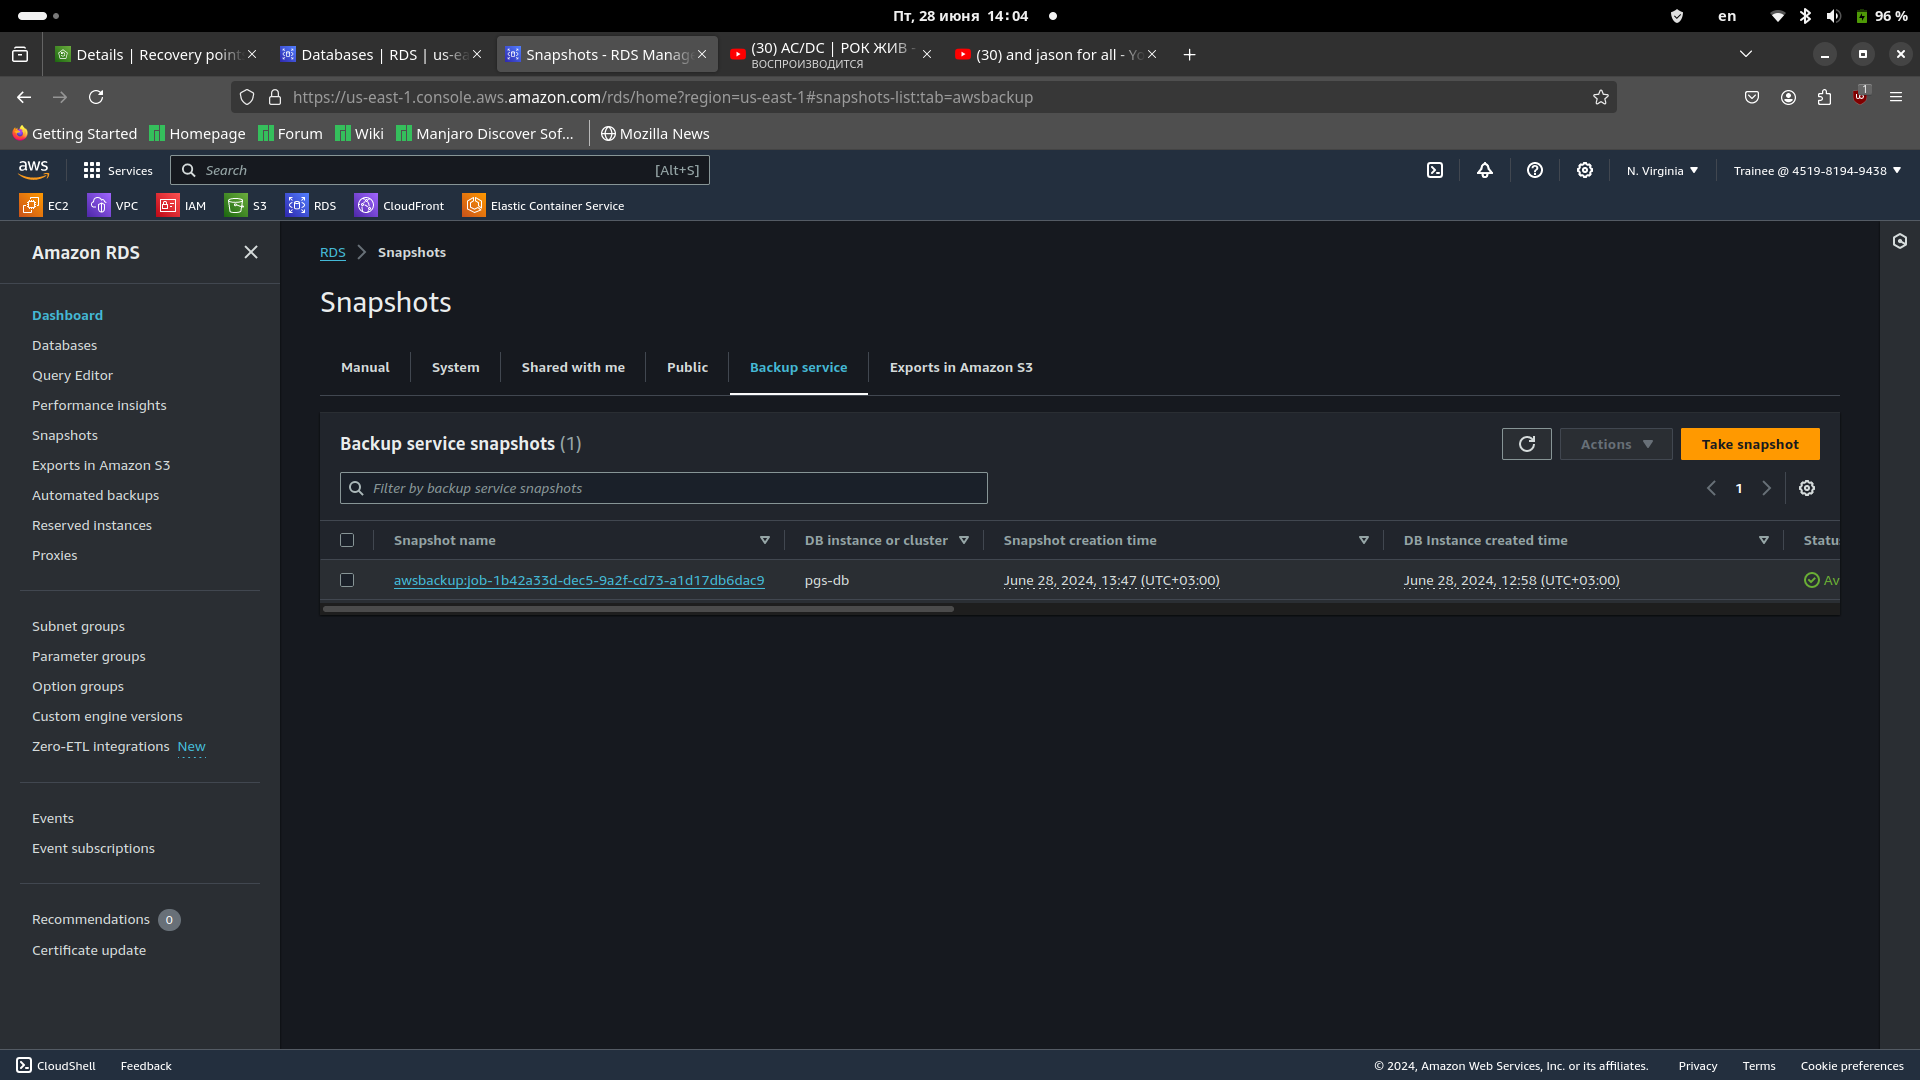 Пт, 28 июня 14:04
en
96 %
Details | Recovery point
Databases | RDS | us-ea
Snapshots - RDS Manag
(30) AC/DC | РОК ЖИВ -
ВОСПРОИЗВОДИТСЯ
(30) and jason for all - Yo
https://us-east-1.console.aws.amazon.com/rds/home?region=us-east-1#snapshots-list:tab=awsbackup
1
Getting Started
Homepage
Forum
Wiki
Manjaro Discover Sof...
Mozilla News
aws
Services
Search
[Alt+S]
N. Virginia
Trainee @ 4519-8194-9438
EC2
VPC
IAM
S3
RDS
CloudFront
Elastic Container Service
Amazon RDS
Dashboard
Databases
Query Editor
Performance insights
Snapshots
Exports in Amazon S3
Automated backups
Reserved instances
Proxies
Subnet groups
Parameter groups
Option groups
Custom engine versions
Zero-ETL integrations New
Events
Event subscriptions
Recommendations 0
Certificate update
RDS
Snapshots
Snapshots
Manual
System
Shared with me
Public
Backup service
Exports in Amazon S3
Backup service snapshots (1)
Actions
Take snapshot
Filter by backup service snapshots
1
Snapshot name
DB instance or cluster
Snapshot creation time
DB Instance created time
Statu
awsbackup:job-1b42a33d-dec5-9a2f-cd73-a1d17db6dac9
pgs-db
June 28, 2024, 13:47 (UTC+03:00)
June 28, 2024, 12:58 (UTC+03:00)
Av
CloudShell
Feedback
© 2024, Amazon Web Services, Inc. or its affiliates.
Privacy
Terms
Cookie preferences